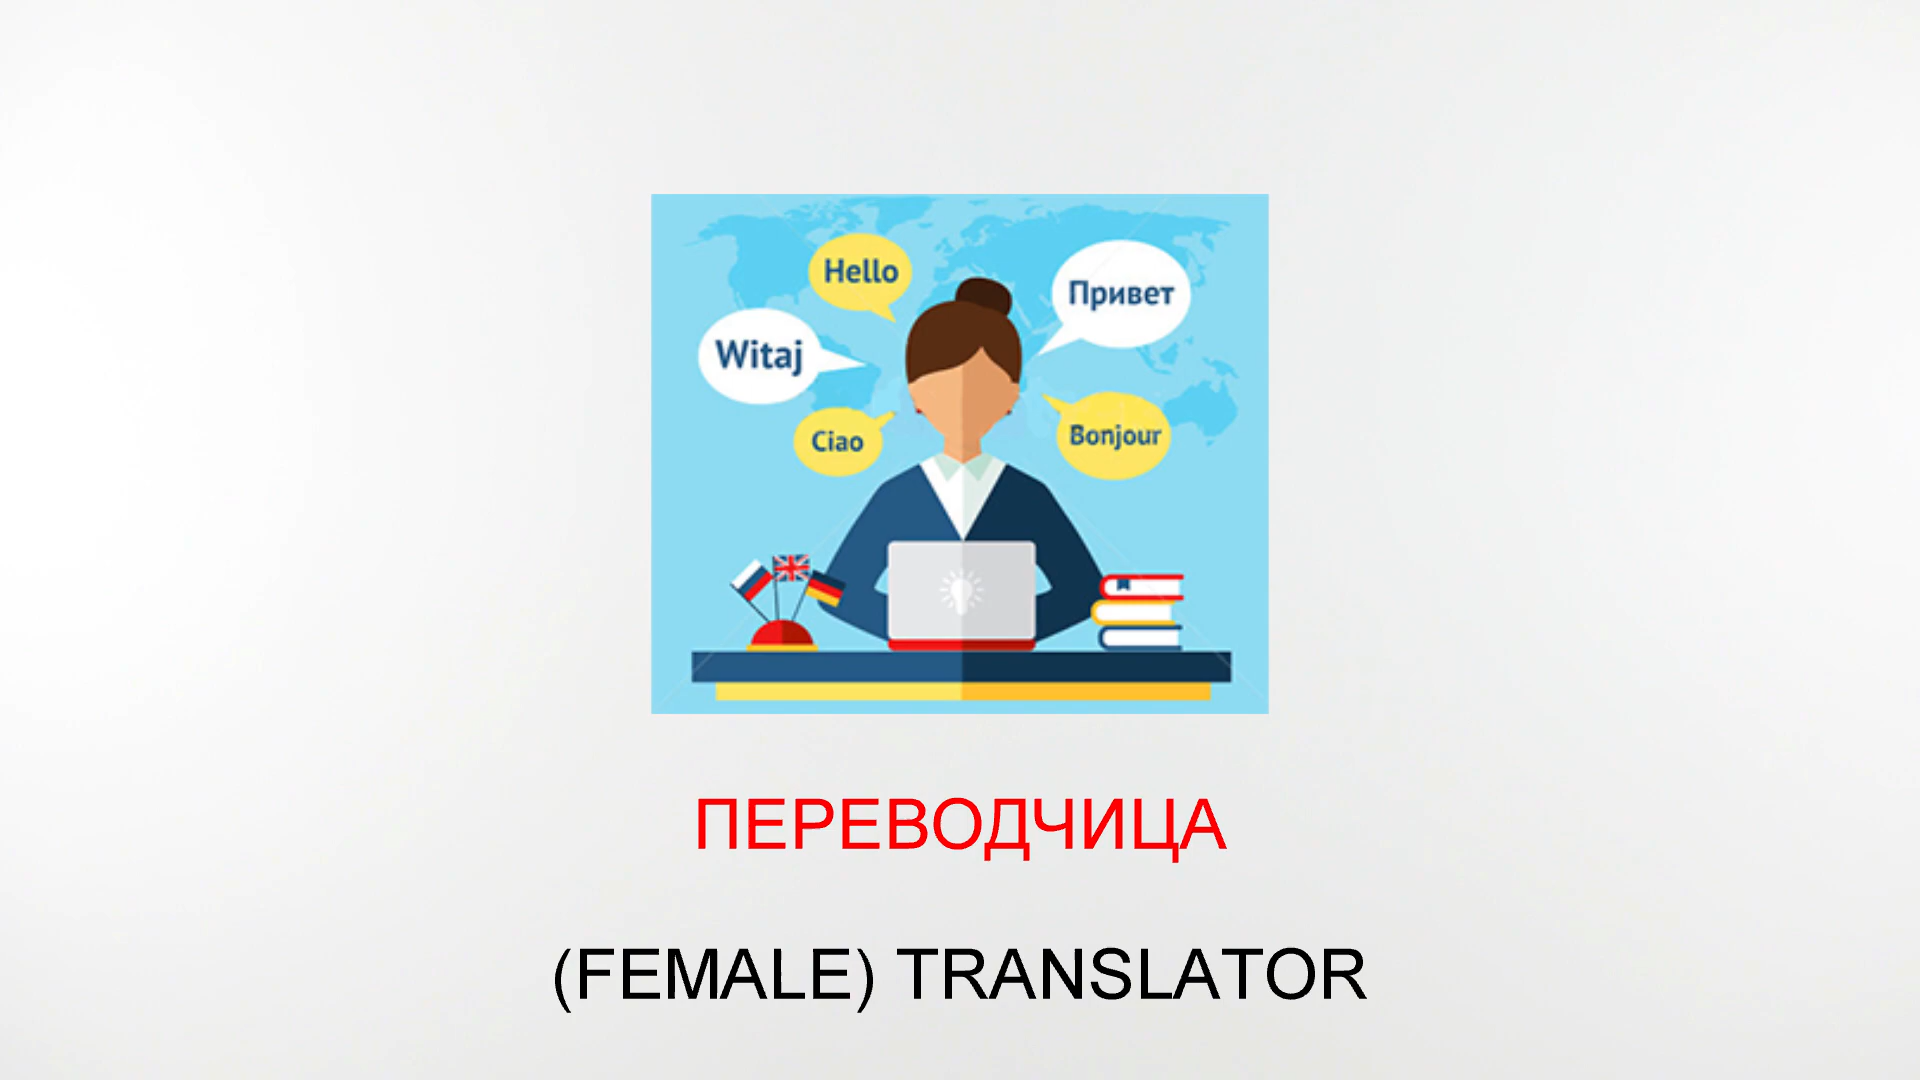 Hello
Привет
Witaj
Ciao
Bonjour
ПЕРЕВОДЧИЦА
(FEMALE) TRANSLATOR